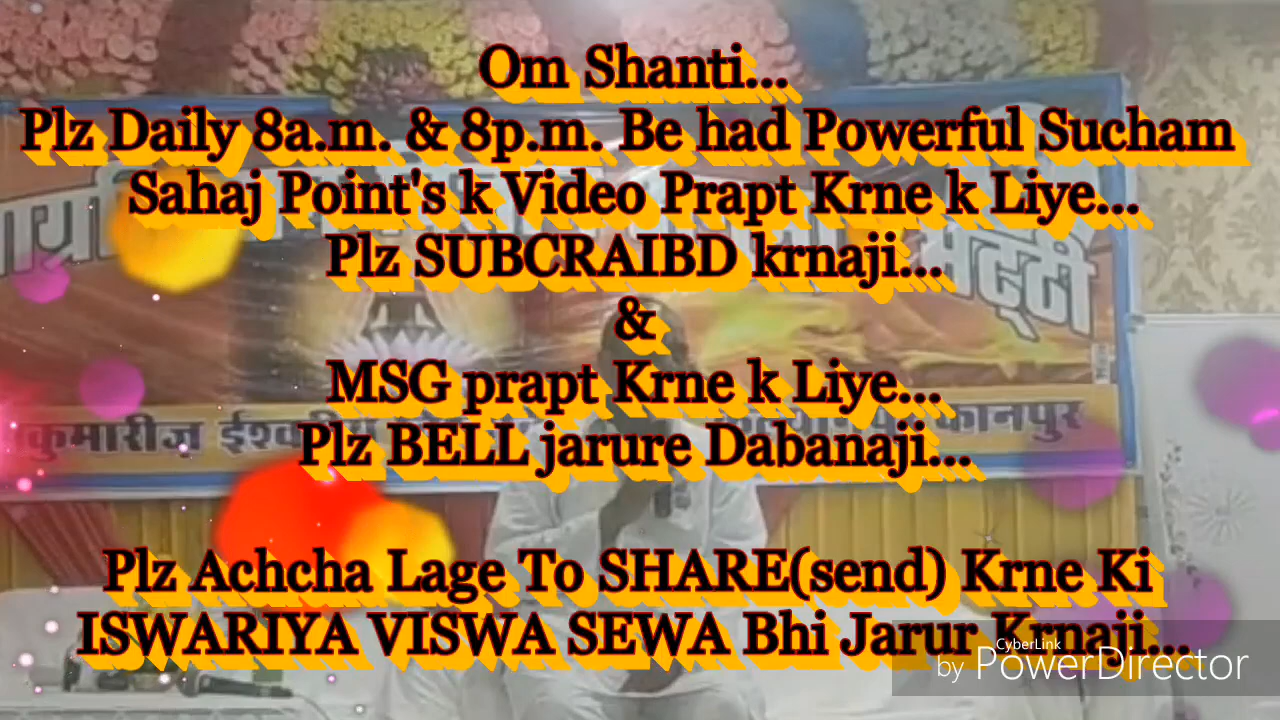 Om Shanti...
Plz Daily 8a.m. & 8p.m. Be had Powerful Sucham
Sahaj Point's k Video Prapt Krne k Liye...
Plz SUBCRAIBD krnaji...
भट्ठी
&
MSG prapt Krne k Liye...
कुमारीज कानपुर
Plz BELL jarure Dabanaji...
Plz Achcha Lage To SHARE(send) Krne Ki
ISWARIYA VISWA SEWA Bhi Jarur Krnaji...
CyberLink
by PowerDirector